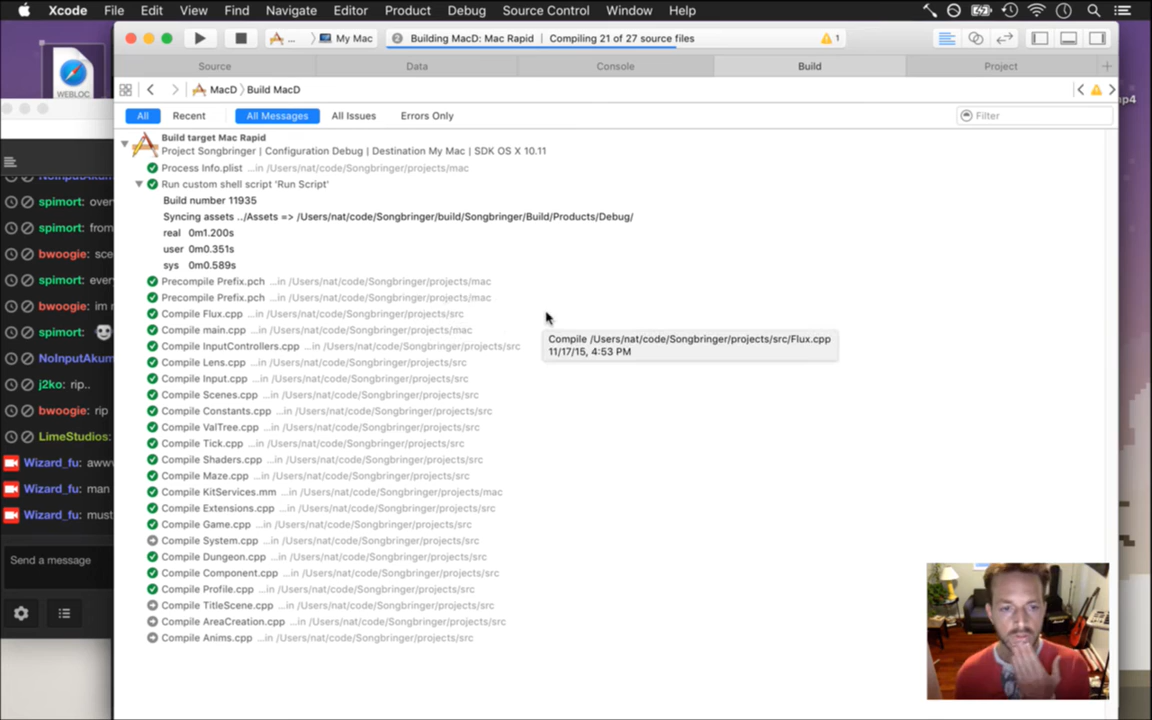 Xcode File Edit View Find Navigate Editor Product Debug Source Control Window Help
... My Mac Building MacD: Mac Rapid | Compiling 21 of 27 source files 1
Source Data Console Build Project
MacD Build MacD
All Recent All Messages All Issues Errors Only Filter
Build target Mac Rapid
Project Songbringer | Configuration Debug | Destination My Mac | SDK OS X 10.11
Process Info.plist ...in /Users/nat/code/Songbringer/projects/mac
Run custom shell script 'Run Script'
Build number 11935
Syncing assets ../Assets => /Users/nat/code/Songbringer/build/Songbringer/Build/Products/Debug/
real 0m1.200s
user 0m0.351s
sys 0m0.589s
Precompile Prefix.pch ...in /Users/nat/code/Songbringer/projects/mac
Precompile Prefix.pch ...in /Users/nat/code/Songbringer/projects/mac
Compile Flux.cpp ...in /Users/nat/code/Songbringer/projects/src
Compile main.cpp ...in /Users/nat/code/Songbringer/projects/mac
Compile InputControllers.cpp ...in /Users/nat/code/Songbringer/projects/src
Compile Lens.cpp ...in /Users/nat/code/Songbringer/projects/src
Compile Input.cpp ...in /Users/nat/code/Songbringer/projects/src
Compile Scenes.cpp ...in /Users/nat/code/Songbringer/projects/src
Compile Constants.cpp ...in /Users/nat/code/Songbringer/projects/src
Compile ValTree.cpp ...in /Users/nat/code/Songbringer/projects/src
Compile Tick.cpp ...in /Users/nat/code/Songbringer/projects/src
Compile Shaders.cpp ...in /Users/nat/code/Songbringer/projects/src
Compile Maze.cpp ...in /Users/nat/code/Songbringer/projects/src
Compile KitServices.mm ...in /Users/nat/code/Songbringer/projects/mac
Compile Extensions.cpp ...in /Users/nat/code/Songbringer/projects/src
Compile Game.cpp ...in /Users/nat/code/Songbringer/projects/src
Compile System.cpp ...in /Users/nat/code/Songbringer/projects/src
Compile Dungeon.cpp ...in /Users/nat/code/Songbringer/projects/src
Compile Component.cpp ...in /Users/nat/code/Songbringer/projects/src
Compile Profile.cpp ...in /Users/nat/code/Songbringer/projects/src
Compile TitleScene.cpp ...in /Users/nat/code/Songbringer/projects/src
Compile AreaCreation.cpp ...in /Users/nat/code/Songbringer/projects/src
Compile Anims.cpp ...in /Users/nat/code/Songbringer/projects/src
Compile /Users/nat/code/Songbringer/projects/src/Flux.cpp
11/17/15, 4:53 PM
WEBLOC
p4
spimort: over
spimort: from
bwoogie: sce
spimort: ever
bwoogie: im r
spimort:
NoInputAkum
j2ko: rip..
bwoogie: rip
LimeStudios:
Wizard_fu: aww
Wizard_fu: man
Wizard_fu: must
Send a message